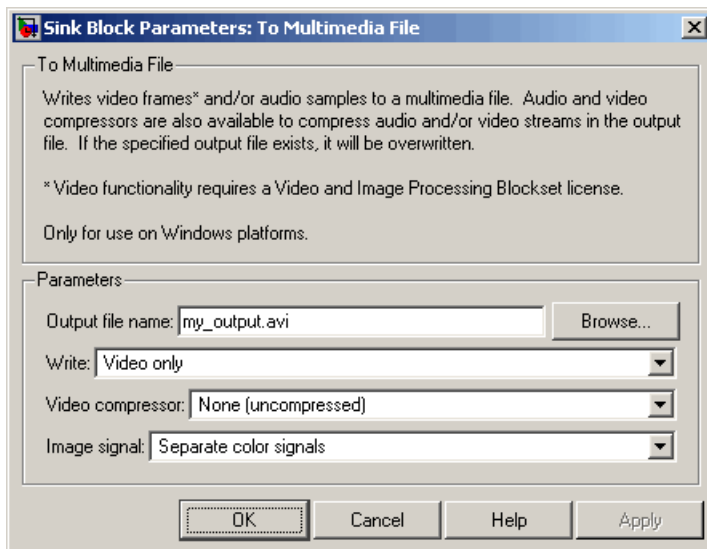 Sink Block Parameters: To Multimedia File
To Multimedia File
Writes video frames* and/or audio samples to a multimedia file. Audio and video
compressors are also available to compress audio and/or video streams in the output
file. If the specified output file exists, it will be overwritten.
* Video functionality requires a Video and Image Processing Blockset license.
Only for use on Windows platforms.
Parameters
Output file name: my_output.avi Browse...
Write: Video only
Video compressor: None (uncompressed)
Image signal: Separate color signals
OK Cancel Help Apply